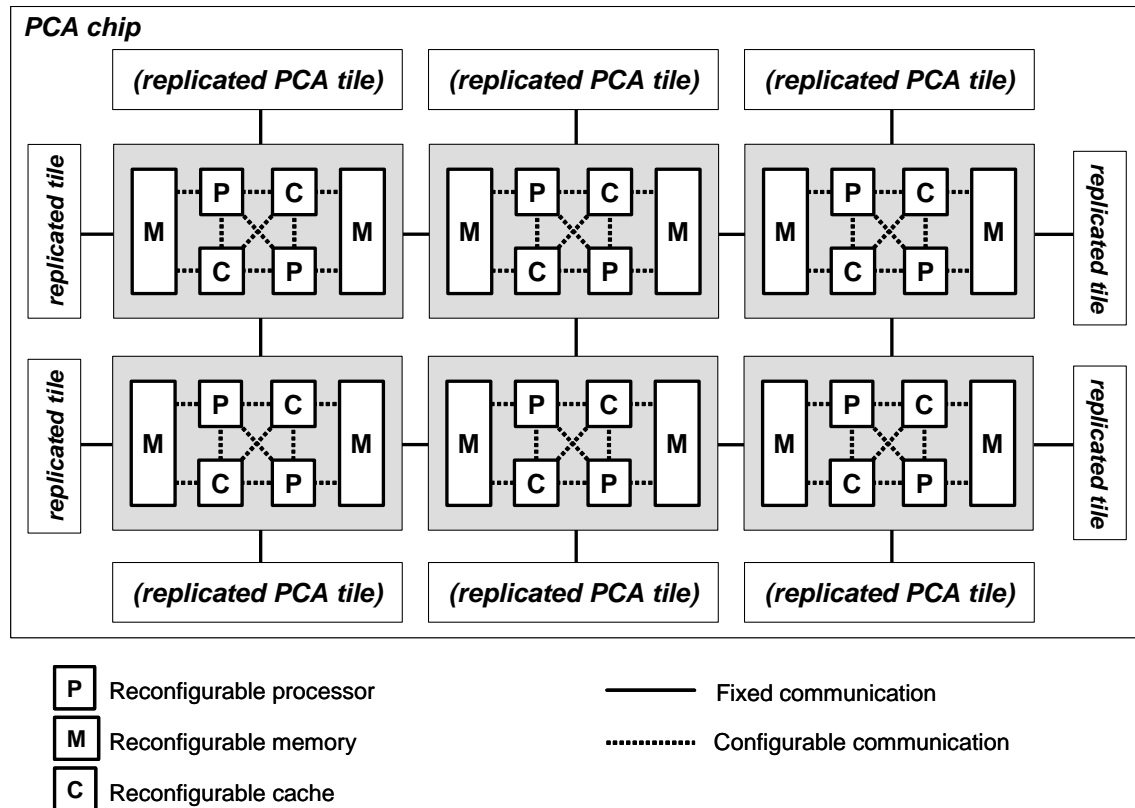 PCA chip
(replicated PCA tile) (replicated PCA tile) (replicated PCA tile)
replicated tile
M P C M M P C M M P C M
C P C P C P
replicated tile
replicated tile
M P C M M P C M M P C M
C P C P C P
replicated tile
(replicated PCA tile) (replicated PCA tile) (replicated PCA tile)
P Reconfigurable processor
M Reconfigurable memory
C Reconfigurable cache
Fixed communication
Configurable communication